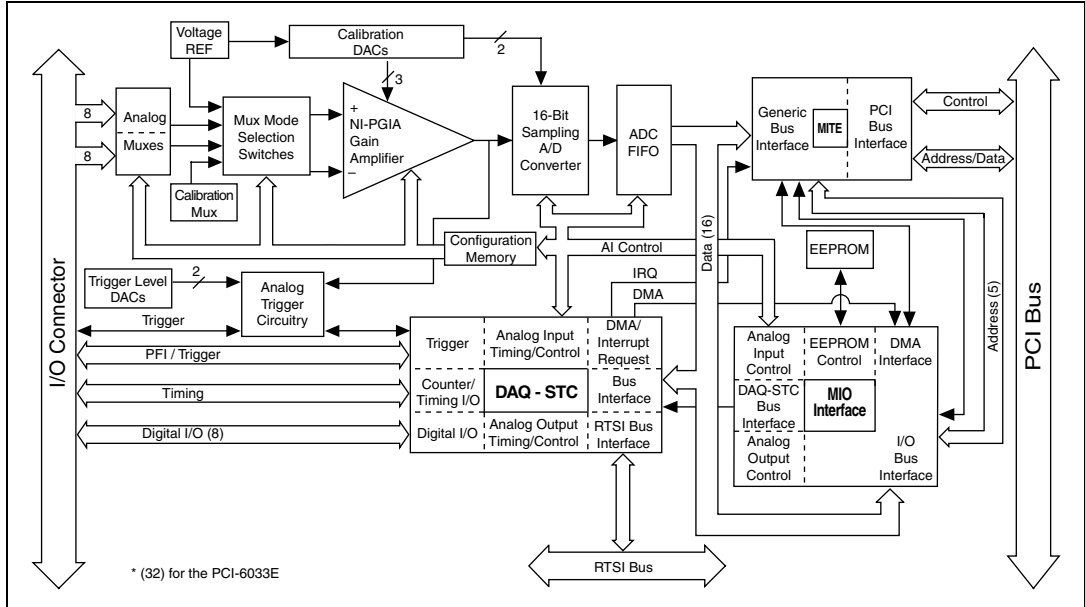 Voltage
REF
Calibration
DACs
2
3
8
8
Analog
Muxes
Mux Mode
Selection
Switches
+
NI-PGIA
Gain
Amplifier
–
16-Bit
Sampling
A/D
Converter
ADC
FIFO
Generic
Bus
Interface
MITE
PCI
Bus
Interface
Control
Address/Data
Calibration
Mux
Configuration
Memory
AI Control
Data (16)
EEPROM
IRQ
DMA
Address (5)
I/O Connector
PCI Bus
Trigger Level
DACs
2
Analog
Trigger
Circuitry
Trigger
PFI / Trigger
Timing
Digital I/O (8)
Trigger
Analog Input
Timing/Control
DMA/
Interrupt
Request
Counter/
Timing I/O
DAQ - STC
Bus
Interface
Digital I/O
Analog Output
Timing/Control
RTSI Bus
Interface
Analog
Input
Control
EEPROM
Control
DMA
Interface
DAQ-STC
Bus
Interface
MIO
Interface
Analog
Output
Control
I/O
Bus
Interface
RTSI Bus
* (32) for the PCI-6033E